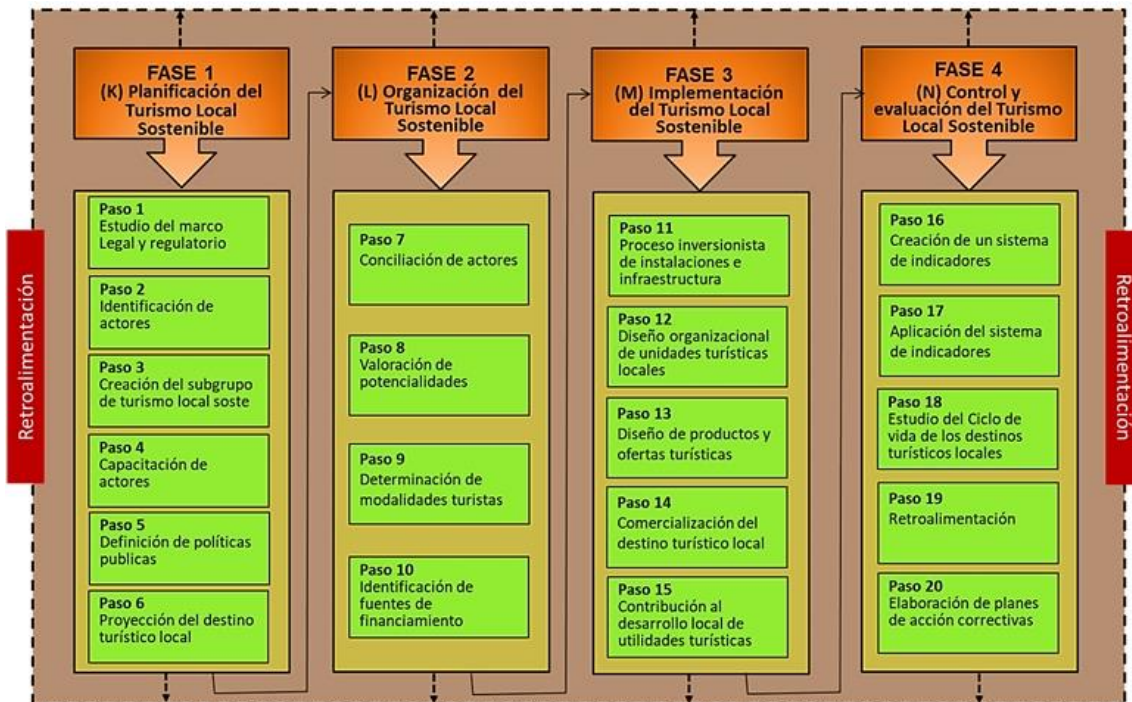 Retroalimentación
FASE 1
(K) Planificación del
Turismo Local
Sostenible
Paso 1
Estudio del marco
Legal y regulatorio
Paso 2
Identificación de
actores
Paso 3
Creación del subgrupo
de turismo local soste
Paso 4
Capacitación de
actores
Paso 5
Definición de políticas
publicas
Paso 6
Proyección del destino
turístico local
FASE 2
(L) Organización del
Turismo Local
Sostenible
Paso 7
Conciliación de actores
Paso 8
Valoración de
potencialidades
Paso 9
Determinación de
modalidades turistas
Paso 10
Identificación de
fuentes de
financiamiento
FASE 3
(M) Implementación
del Turismo Local
Sostenible
Paso 11
Proceso inversionista
de instalaciones e
infraestructura
Paso 12
Diseño organizacional
de unidades turísticas
locales
Paso 13
Diseño de productos y
ofertas turísticas
Paso 14
Comercialización del
destino turístico local
Paso 15
Contribución al
desarrollo local de
utilidades turísticas
FASE 4
(N) Control y
evaluación del Turismo
Local Sostenible
Paso 16
Creación de un sistema
de indicadores
Paso 17
Aplicación del sistema
de indicadores
Paso 18
Estudio del Ciclo de
vida de los destinos
turísticos locales
Paso 19
Retroalimentación
Paso 20
Elaboración de planes
de acción correctivas
Retroalimentación